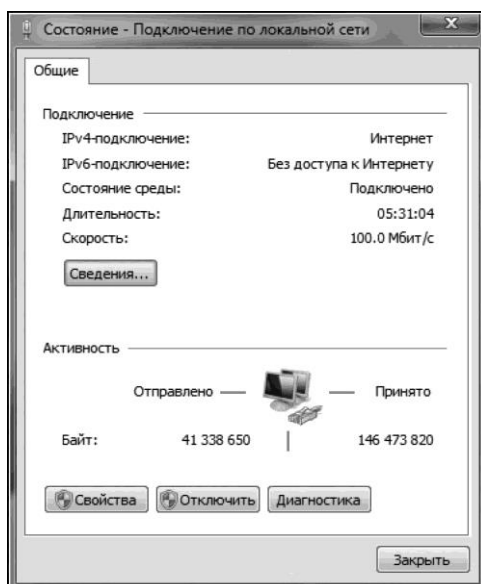 Состояние - Подключение по локальной сети
Общие
Подключение
IPv4-подключение: Интернет
IPv6-подключение: Без доступа к Интернету
Состояние среды: Подключено
Длительность: 05:31:04
Скорость: 100.0 Мбит/с
Сведения...
Активность
Отправлено — — Принято
Байт: 41 338 650 | 146 473 820
Свойства Отключить Диагностика
Закрыть